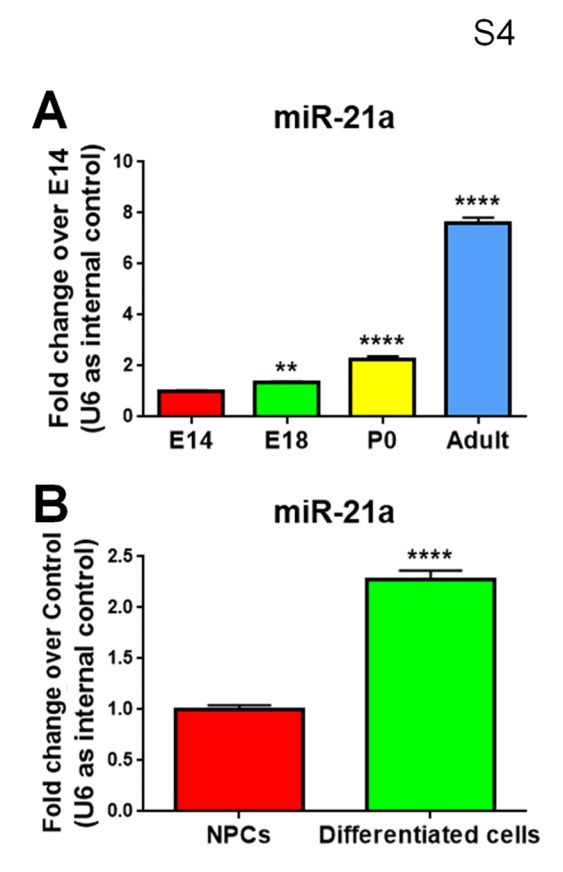 S4
A
miR-21a
Fold change over E14
(U6 as internal control)
10
8
6
4
2
0
**
****
****
E14 E18 P0 Adult
B
miR-21a
Fold change over Control
(U6 as internal control)
2.5
2.0
1.5
1.0
0.5
0.0
****
NPCs Differentiated cells